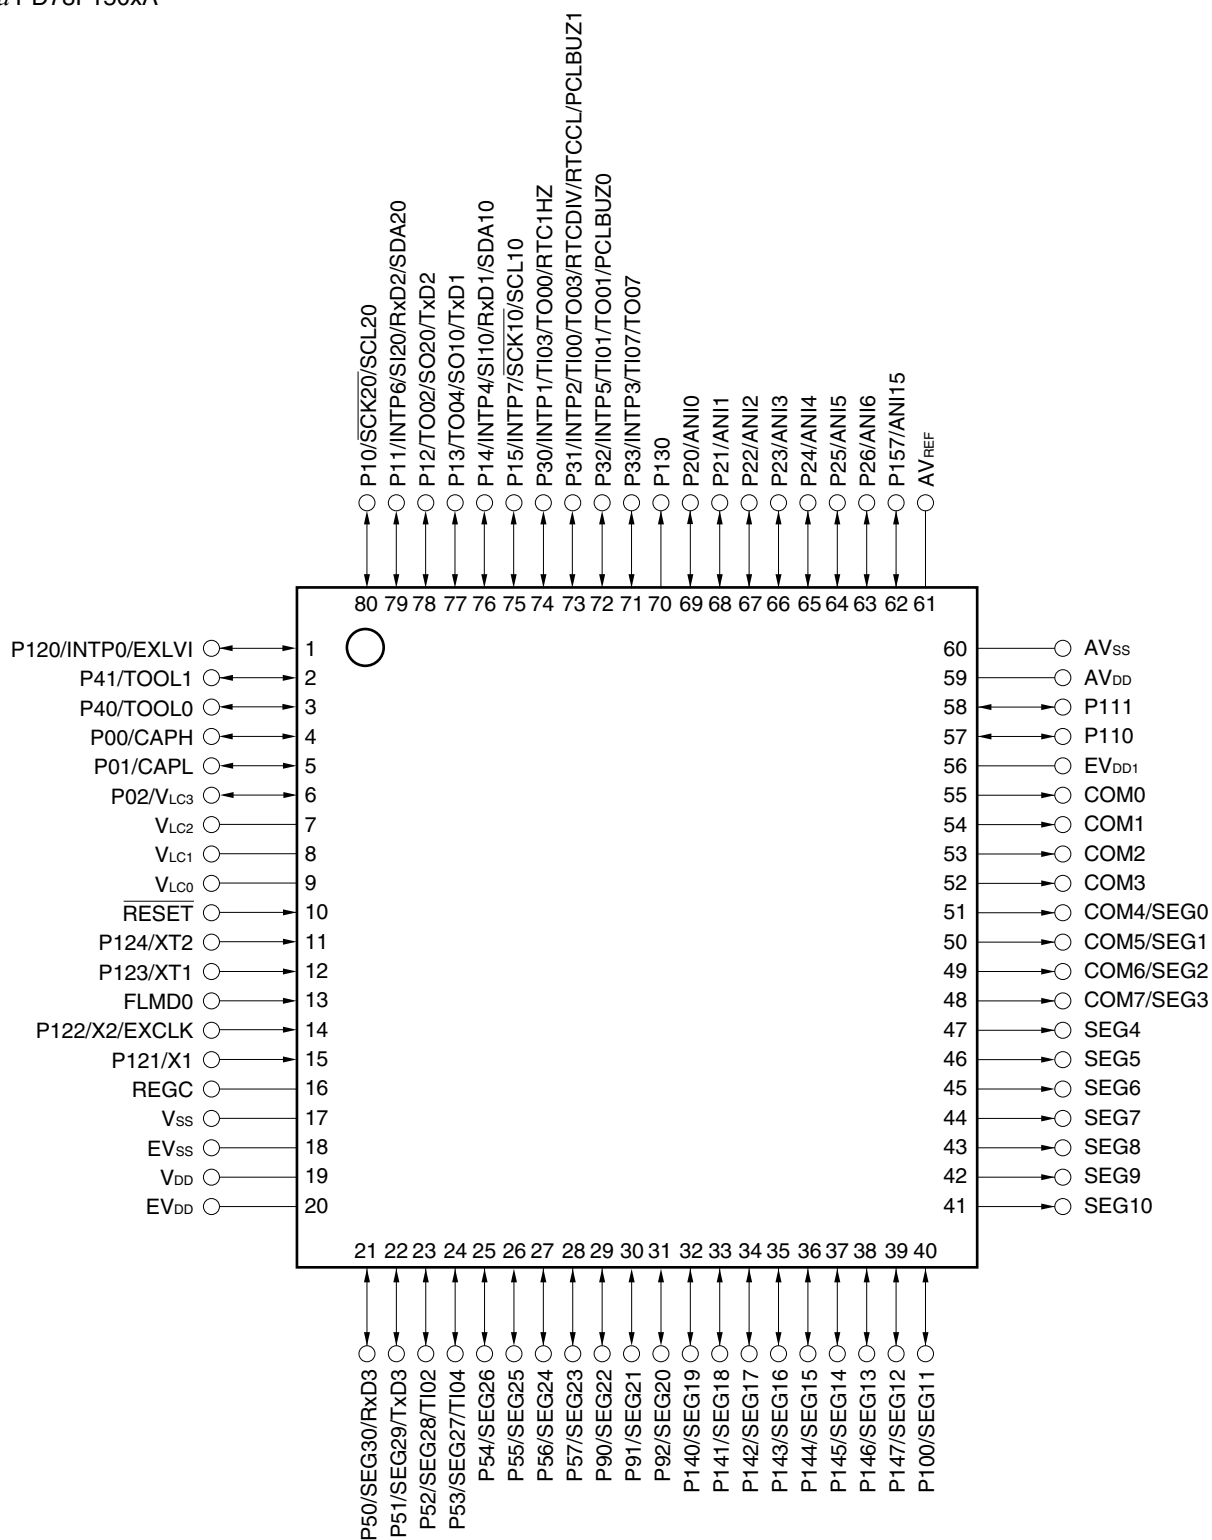 P10/SCK20/SCL20
P11/INTP6/SI20/RxD2/SDA20
P12/TO02/SO20/TxD2
P13/TO04/SO10/TxD1
P14/INTP4/SI10/RxD1/SDA10
P15/INTP7/SCK10/SCL10
P30/INTP1/TI03/TO00/RTC1HZ
P31/INTP2/TI00/TO03/RTCDIV/RTCCL/PCLBUZ1
P32/INTP5/TI01/TO01/PCLBUZ0
P33/INTP3/TI07/TO07
P130
P20/ANI0
P21/ANI1
P22/ANI2
P23/ANI3
P24/ANI4
P25/ANI5
P26/ANI6
P157/ANI15
AVREF
80 79 78 77 76 75 74 73 72 71 70 69 68 67 66 65 64 63 62 61
P120/INTP0/EXLVI 1
P41/TOOL1 2
P40/TOOL0 3
P00/CAPH 4
P01/CAPL 5
P02/VLC3 6
VLC2 7
VLC1 8
VLC0 9
RESET 10
P124/XT2 11
P123/XT1 12
FLMD0 13
P122/X2/EXCLK 14
P121/X1 15
REGC 16
VSS 17
EVSS 18
VDD 19
EVDD 20
60 AVSS
59 AVDD
58 P111
57 P110
56 EVDD1
55 COM0
54 COM1
53 COM2
52 COM3
51 COM4/SEG0
50 COM5/SEG1
49 COM6/SEG2
48 COM7/SEG3
47 SEG4
46 SEG5
45 SEG6
44 SEG7
43 SEG8
42 SEG9
41 SEG10
21 22 23 24 25 26 27 28 29 30 31 32 33 34 35 36 37 38 39 40
P50/SEG30/RxD3
P51/SEG29/TxD3
P52/SEG28/TI02
P53/SEG27/TI04
P54/SEG26
P55/SEG25
P56/SEG24
P57/SEG23
P90/SEG22
P91/SEG21
P92/SEG20
P140/SEG19
P141/SEG18
P142/SEG17
P143/SEG16
P144/SEG15
P145/SEG14
P146/SEG13
P147/SEG12
P100/SEG11